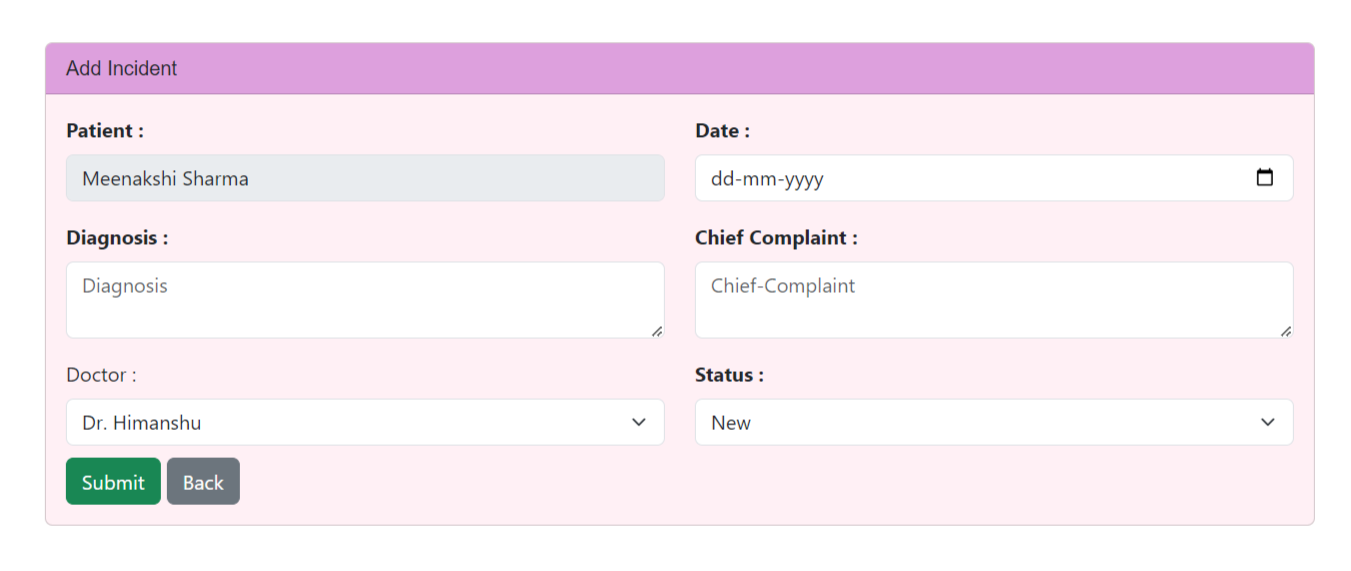 Add Incident
Patient : Date :
Meenakshi Sharma dd-mm-yyyy
Diagnosis : Chief Complaint :
Diagnosis Chief-Complaint
Doctor : Status :
Dr. Himanshu New
Submit Back